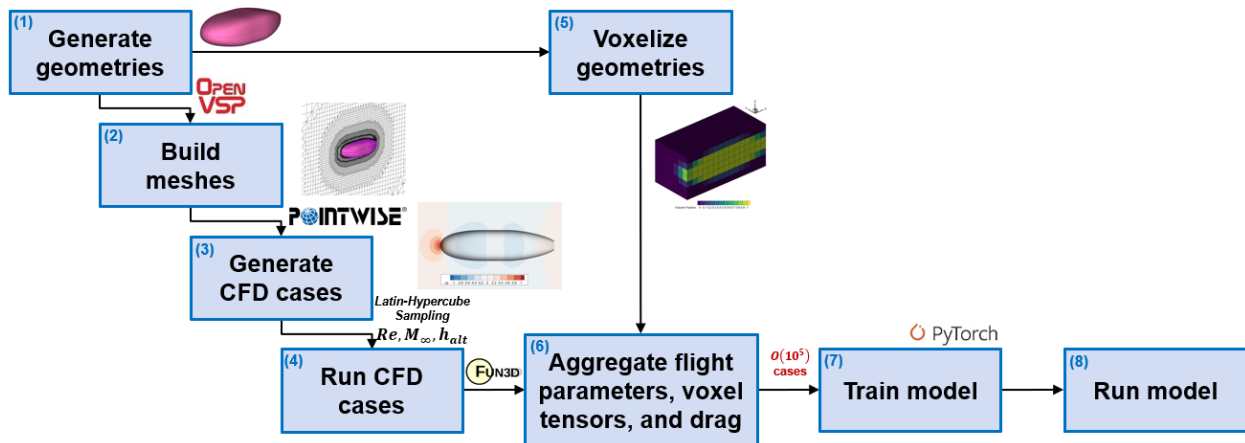 (1)
Generate
geometries
OPEN
VSP
(2)
Build
meshes
POINTWISE®
(3)
Generate
CFD cases
Latin-Hypercube
Sampling
Re, M∞, h_alt
(4)
Run CFD
cases
FUN3D
(5)
Voxelize
geometries
(6)
Aggregate flight
parameters, voxel
tensors, and drag
O(10⁵)
cases
(7)
Train model
PyTorch
(8)
Run model